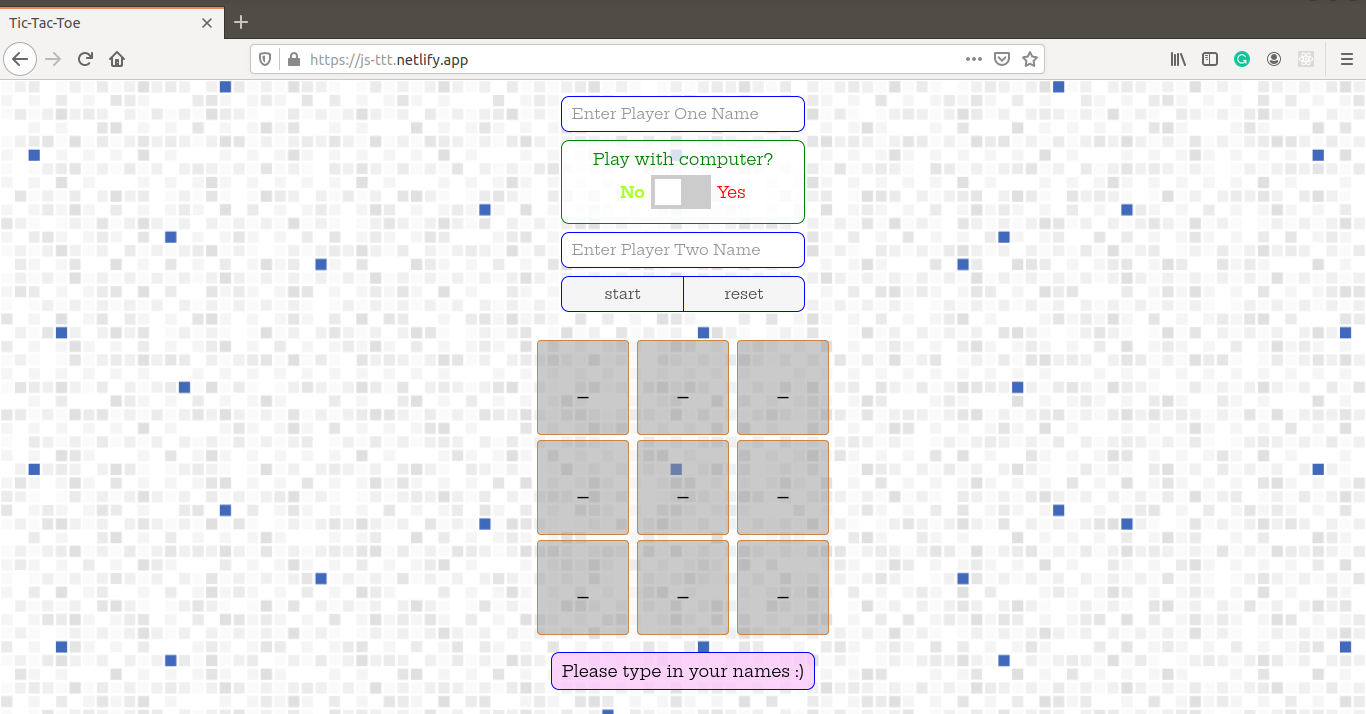 Tic-Tac-Toe
https://js-ttt.netlify.app
Enter Player One Name
Play with computer?
No Yes
Enter Player Two Name
start reset
_ _ _
_ _ _
_ _ _
Please type in your names :)